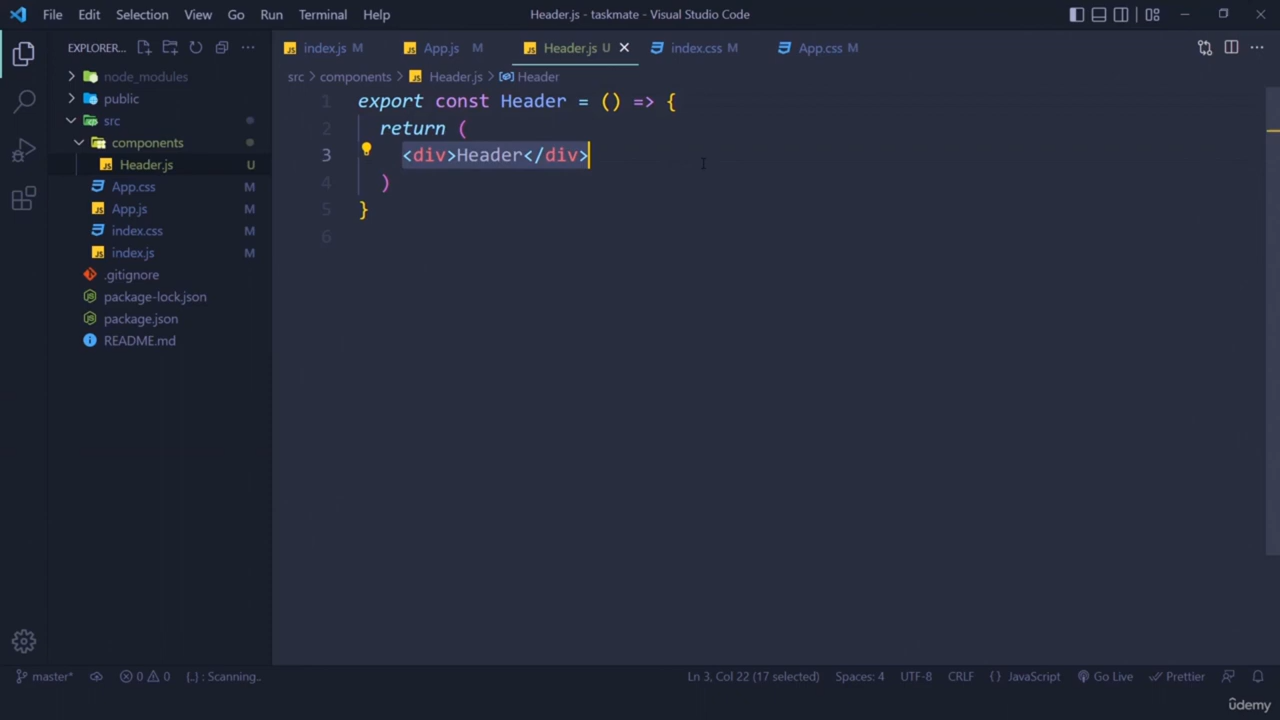 File Edit Selection View Go Run Terminal Help Header.js - taskmate - Visual Studio Code
EXPLORER... ...
index.js M App.js M Header.js U index.css M App.css M ...
src > components > Header.js > Header
node_modules
public
src
components
Header.js U
App.css M
App.js M
index.css M
index.js M
.gitignore
package-lock.json
package.json
README.md
1 export const Header = () => {
2 return (
3 <div>Header</div>
4 )
5 }
6
master* 0 0 {..} : Scanning.. Ln 3, Col 22 (17 selected) Spaces: 4 UTF-8 CRLF {} JavaScript Go Live Prettier
ûdemy